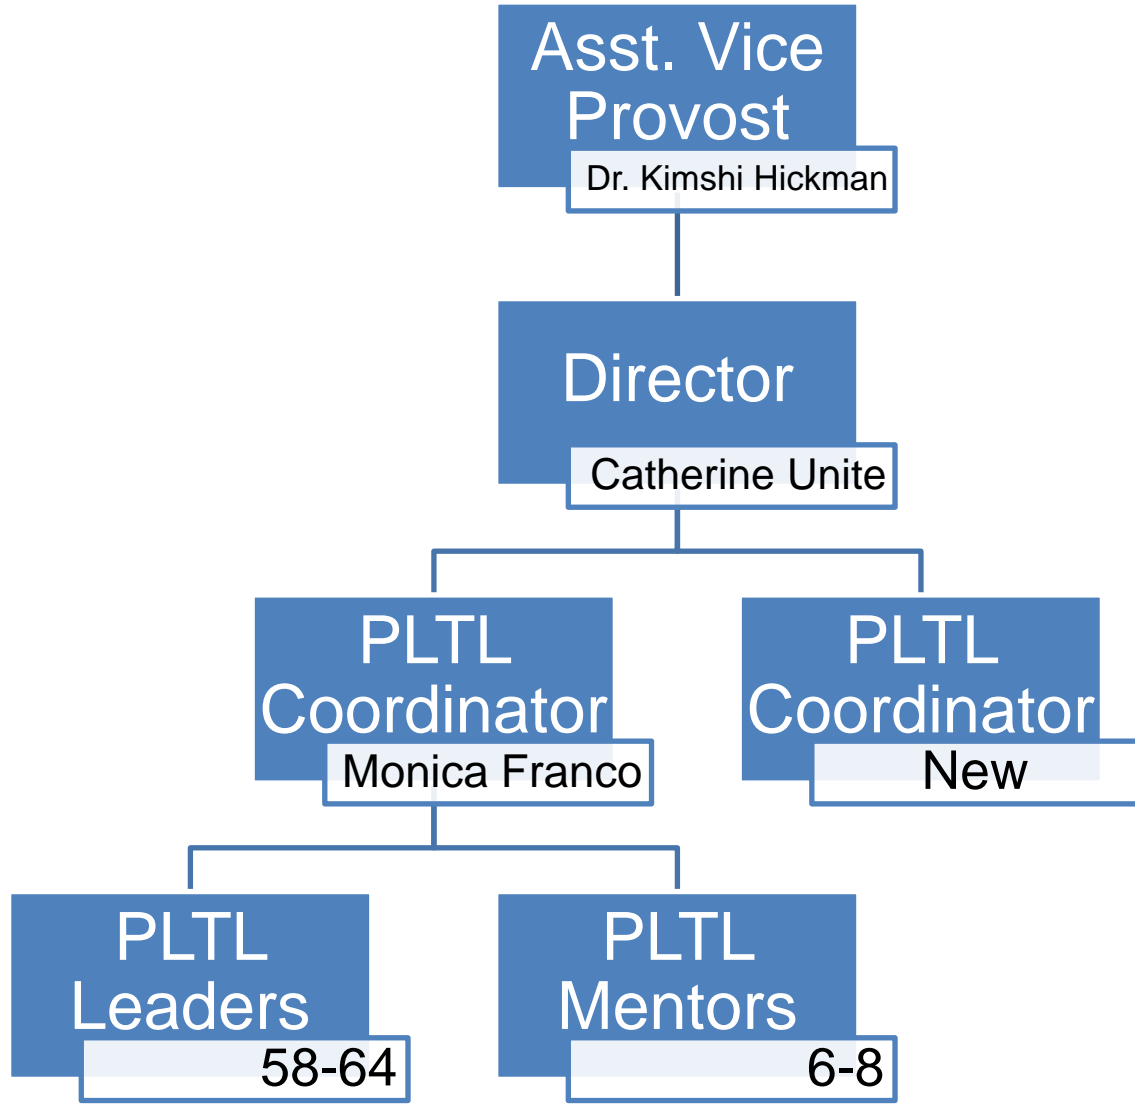 Asst. Vice
Provost
Dr. Kimshi Hickman
Director
Catherine Unite
PLTL
Coordinator
Monica Franco
PLTL
Coordinator
New
PLTL
Leaders
58-64
PLTL
Mentors
6-8